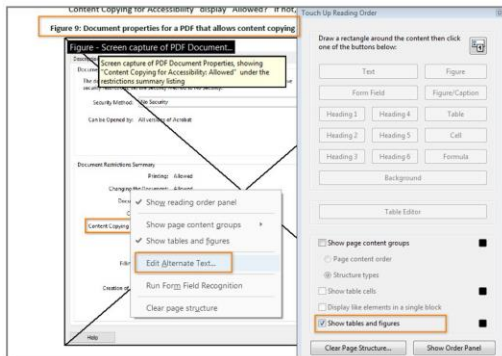 Content Copying for Accessibility display "Allowed"? If not,
Figure 9: Document properties for a PDF that allows content copying
Figure - Screen capture of PDF Document...
Screen capture of PDF Document Properties, showing
"Content Copying for Accessibility: Allowed" under the
restrictions summary listing
Security Method: No Security
Can be Opened by: All versions of Acrobat
Document Restrictions Summary
Printing: Allowed
Changing the Document: Allowed
Content Copying
Show reading order panel
Show page content groups
Show tables and figures
Edit Alternate Text...
Run Form Field Recognition
Clear page structure
Help
Touch Up Reading Order
Draw a rectangle around the content then click
one of the buttons below:
Text
Figure
Form Field
Figure/Caption
Heading 1
Heading 4
Table
Heading 2
Heading 5
Cell
Heading 3
Heading 6
Formula
Background
Table Editor
Show page content groups
Page content order
Structure types
Show table cells
Display like elements in a single block
Show tables and figures
Clear Page Structure...
Show Order Panel